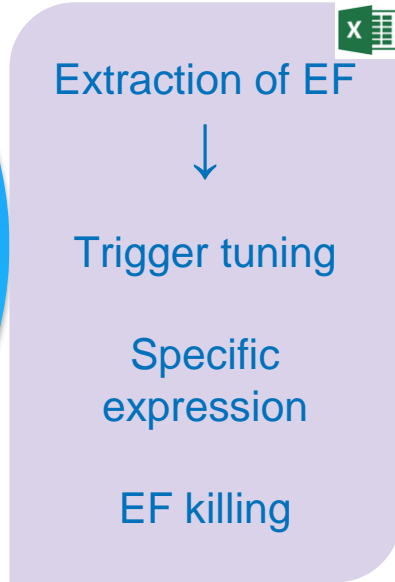 X
Extraction of EF
↓
Trigger tuning
Specific
expression
EF killing